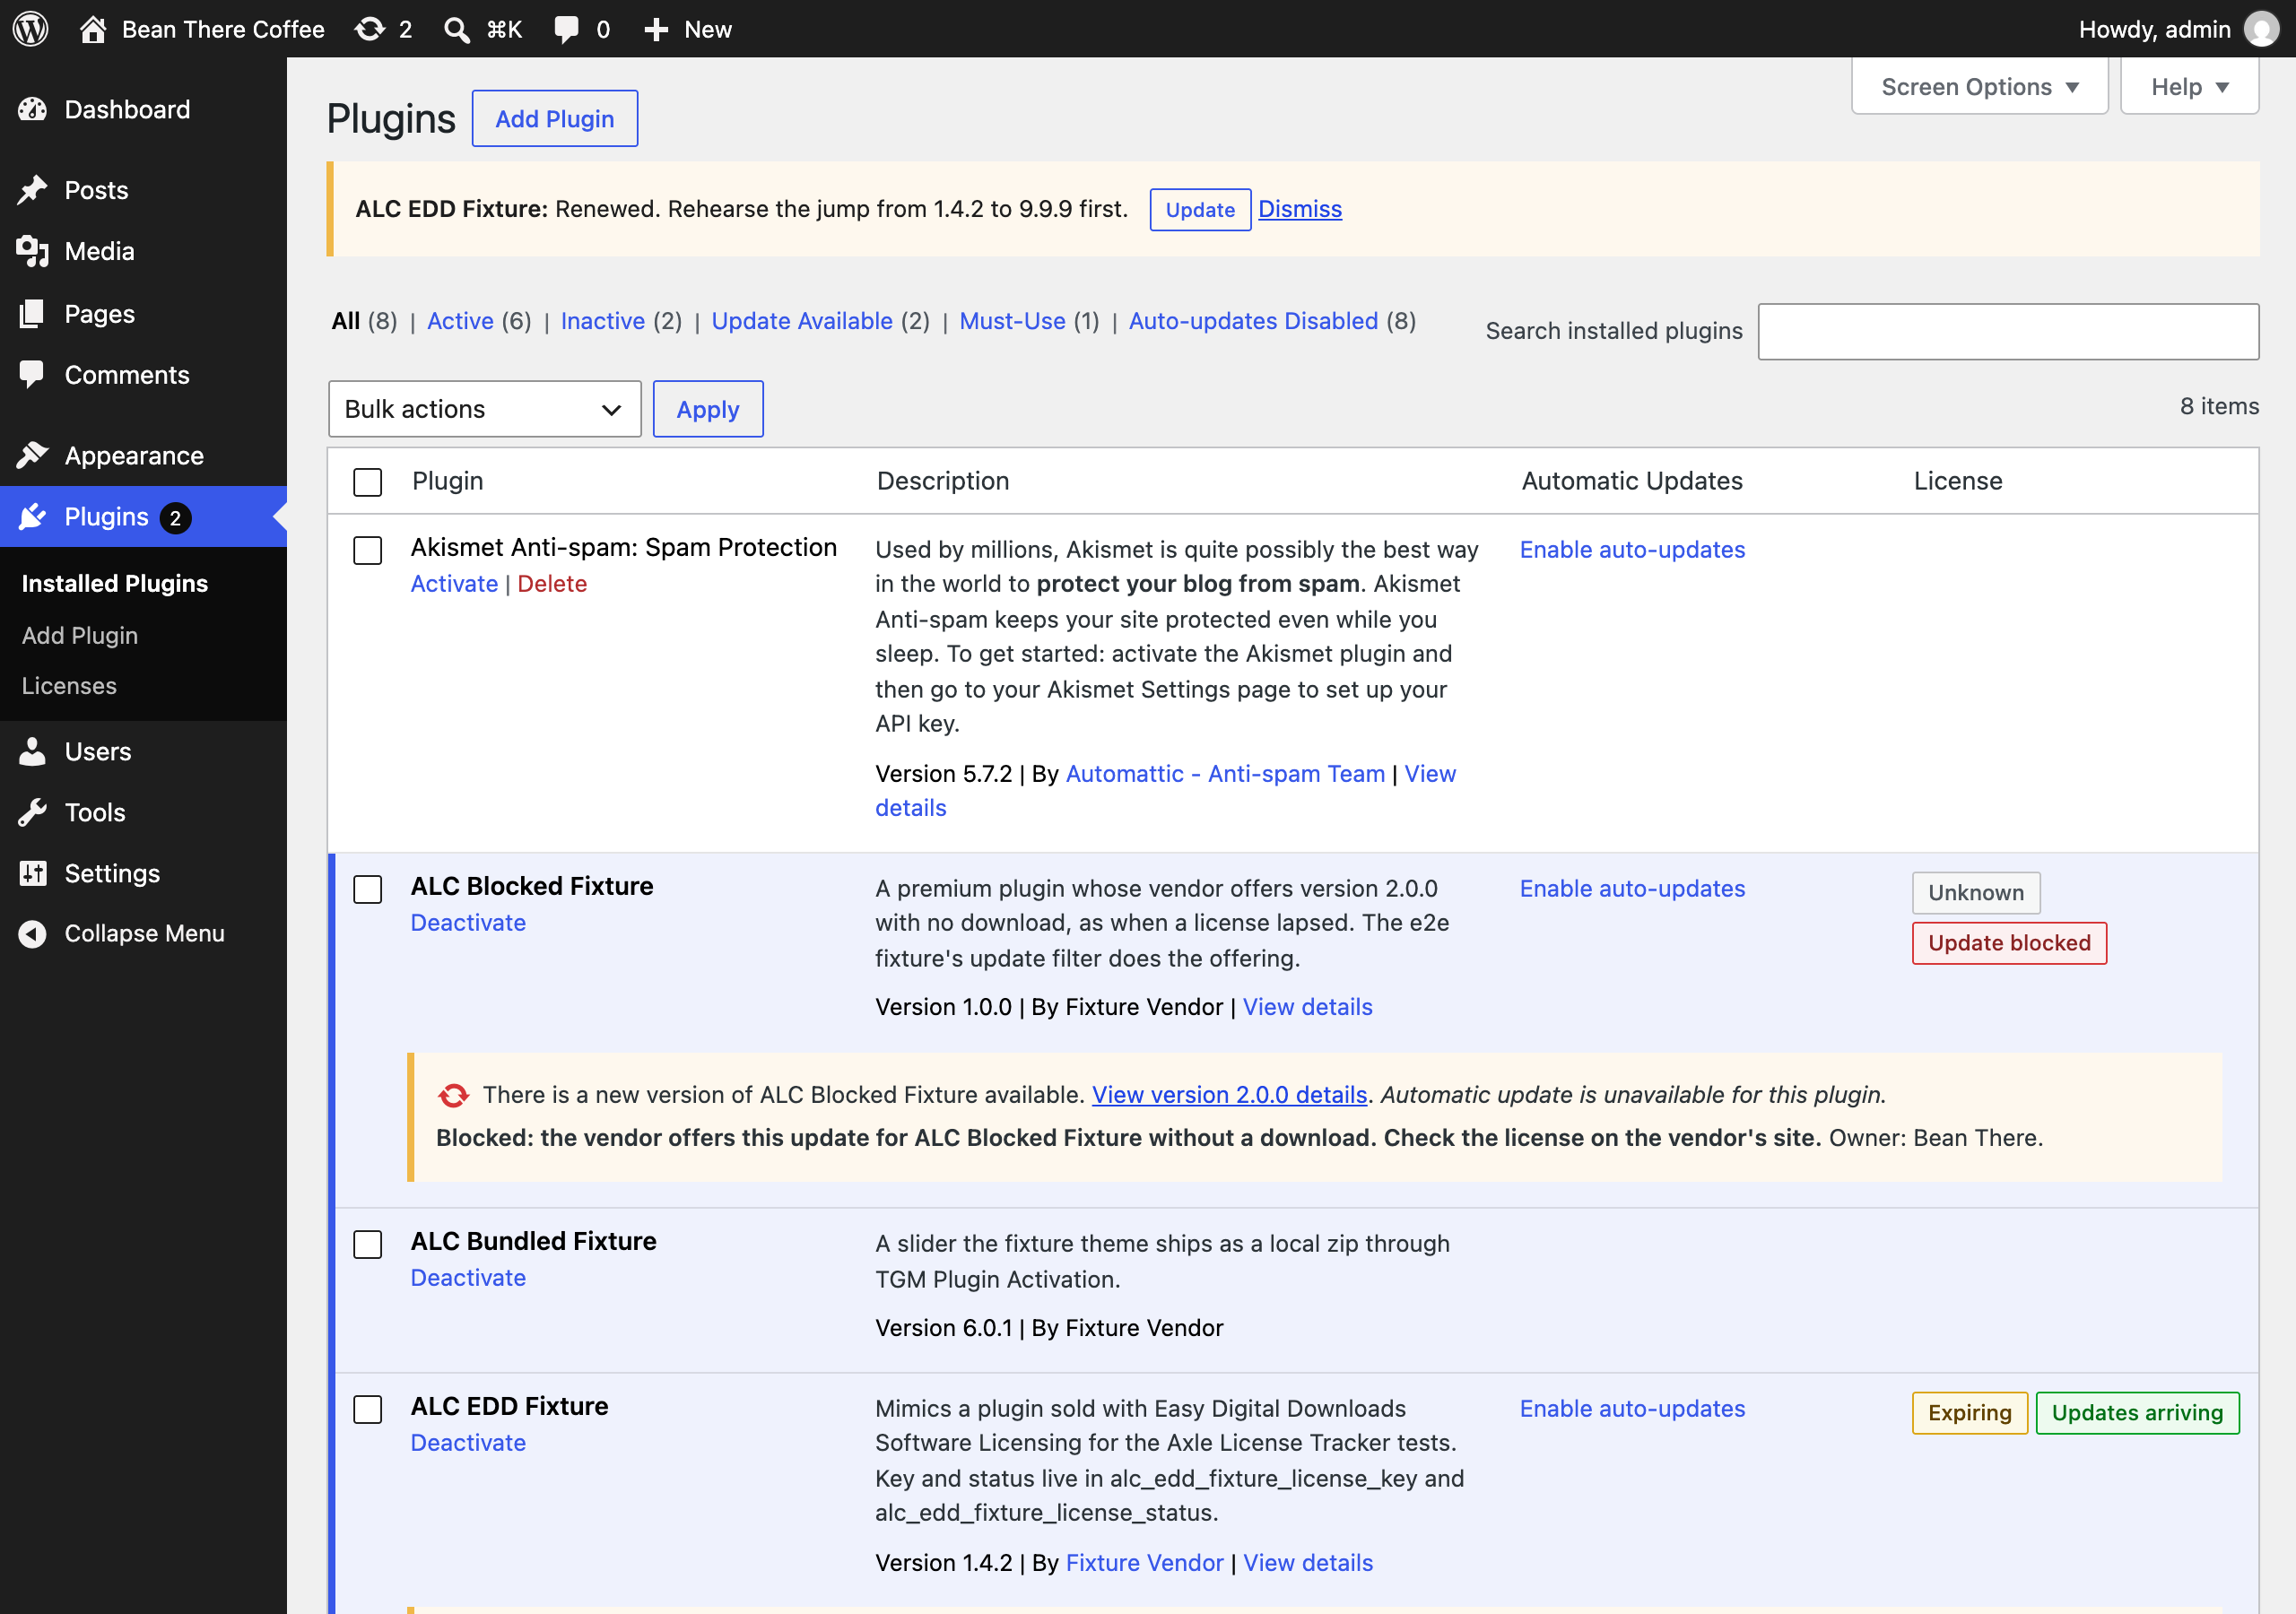 Bean There Coffee 2 ⌘K 0 New Howdy, admin
Dashboard
Posts
Media
Pages
Comments
Appearance
Plugins 2
Installed Plugins
Add Plugin
Licenses
Users
Tools
Settings
Collapse Menu
Screen Options ▼ Help ▼
Plugins Add Plugin
ALC EDD Fixture: Renewed. Rehearse the jump from 1.4.2 to 9.9.9 first. Update Dismiss
All (8) | Active (6) | Inactive (2) | Update Available (2) | Must-Use (1) | Auto-updates Disabled (8)
Search installed plugins
Bulk actions Apply
8 items
Plugin Description Automatic Updates License
Akismet Anti-spam: Spam Protection
Activate | Delete
Used by millions, Akismet is quite possibly the best way
in the world to protect your blog from spam. Akismet
Anti-spam keeps your site protected even while you
sleep. To get started: activate the Akismet plugin and
then go to your Akismet Settings page to set up your
API key.
Version 5.7.2 | By Automattic - Anti-spam Team | View
details
Enable auto-updates
ALC Blocked Fixture
Deactivate
A premium plugin whose vendor offers version 2.0.0
with no download, as when a license lapsed. The e2e
fixture's update filter does the offering.
Version 1.0.0 | By Fixture Vendor | View details
Enable auto-updates
Unknown
Update blocked
There is a new version of ALC Blocked Fixture available. View version 2.0.0 details. Automatic update is unavailable for this plugin.
Blocked: the vendor offers this update for ALC Blocked Fixture without a download. Check the license on the vendor's site. Owner: Bean There.
ALC Bundled Fixture
Deactivate
A slider the fixture theme ships as a local zip through
TGM Plugin Activation.
Version 6.0.1 | By Fixture Vendor
ALC EDD Fixture
Deactivate
Mimics a plugin sold with Easy Digital Downloads
Software Licensing for the Axle License Tracker tests.
Key and status live in alc_edd_fixture_license_key and
alc_edd_fixture_license_status.
Version 1.4.2 | By Fixture Vendor | View details
Enable auto-updates
Expiring Updates arriving